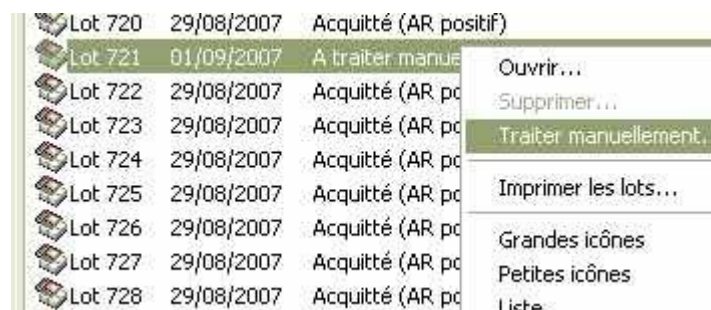 Lot 720 29/08/2007 Acquitté (AR positif)
Lot 721 01/09/2007 A traiter manue
Lot 722 29/08/2007 Acquitté (AR po
Lot 723 29/08/2007 Acquitté (AR po
Lot 724 29/08/2007 Acquitté (AR po
Lot 725 29/08/2007 Acquitté (AR po
Lot 726 29/08/2007 Acquitté (AR po
Lot 727 29/08/2007 Acquitté (AR po
Lot 728 29/08/2007 Acquitté (AR po
Ouvrir...
Supprimer...
Traiter manuellement.
Imprimer les lots...
Grandes icônes
Petites icônes
Liste